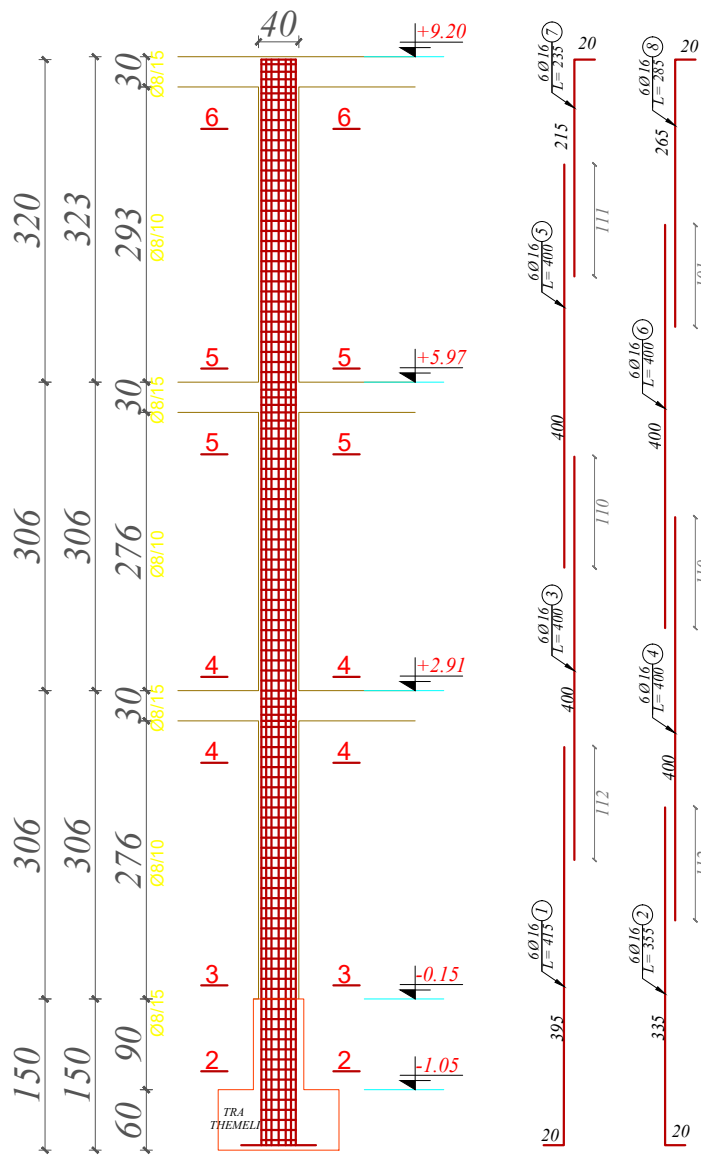 40
+9.20
30
Ø8/15
6 6
320
323
293
Ø8/10
5 5
+5.97
30
Ø8/15
5 5
306
306
276
Ø8/10
4 4
+2.91
30
Ø8/15
4 4
306
306
276
Ø8/10
3 3
-0.15
Ø8/15
150
150
90
2 2
-1.05
60
TRA
THEMELI
6Ø16 7
L= 235
20
215
111
6Ø16 5
L= 400
400
110
6Ø16 3
L= 400
400
112
6Ø16 1
L= 415
395
20
6Ø16 8
L= 285
20
265
6Ø16 6
L= 400
400
6Ø16 4
L= 400
400
6Ø16 2
L= 355
335
20